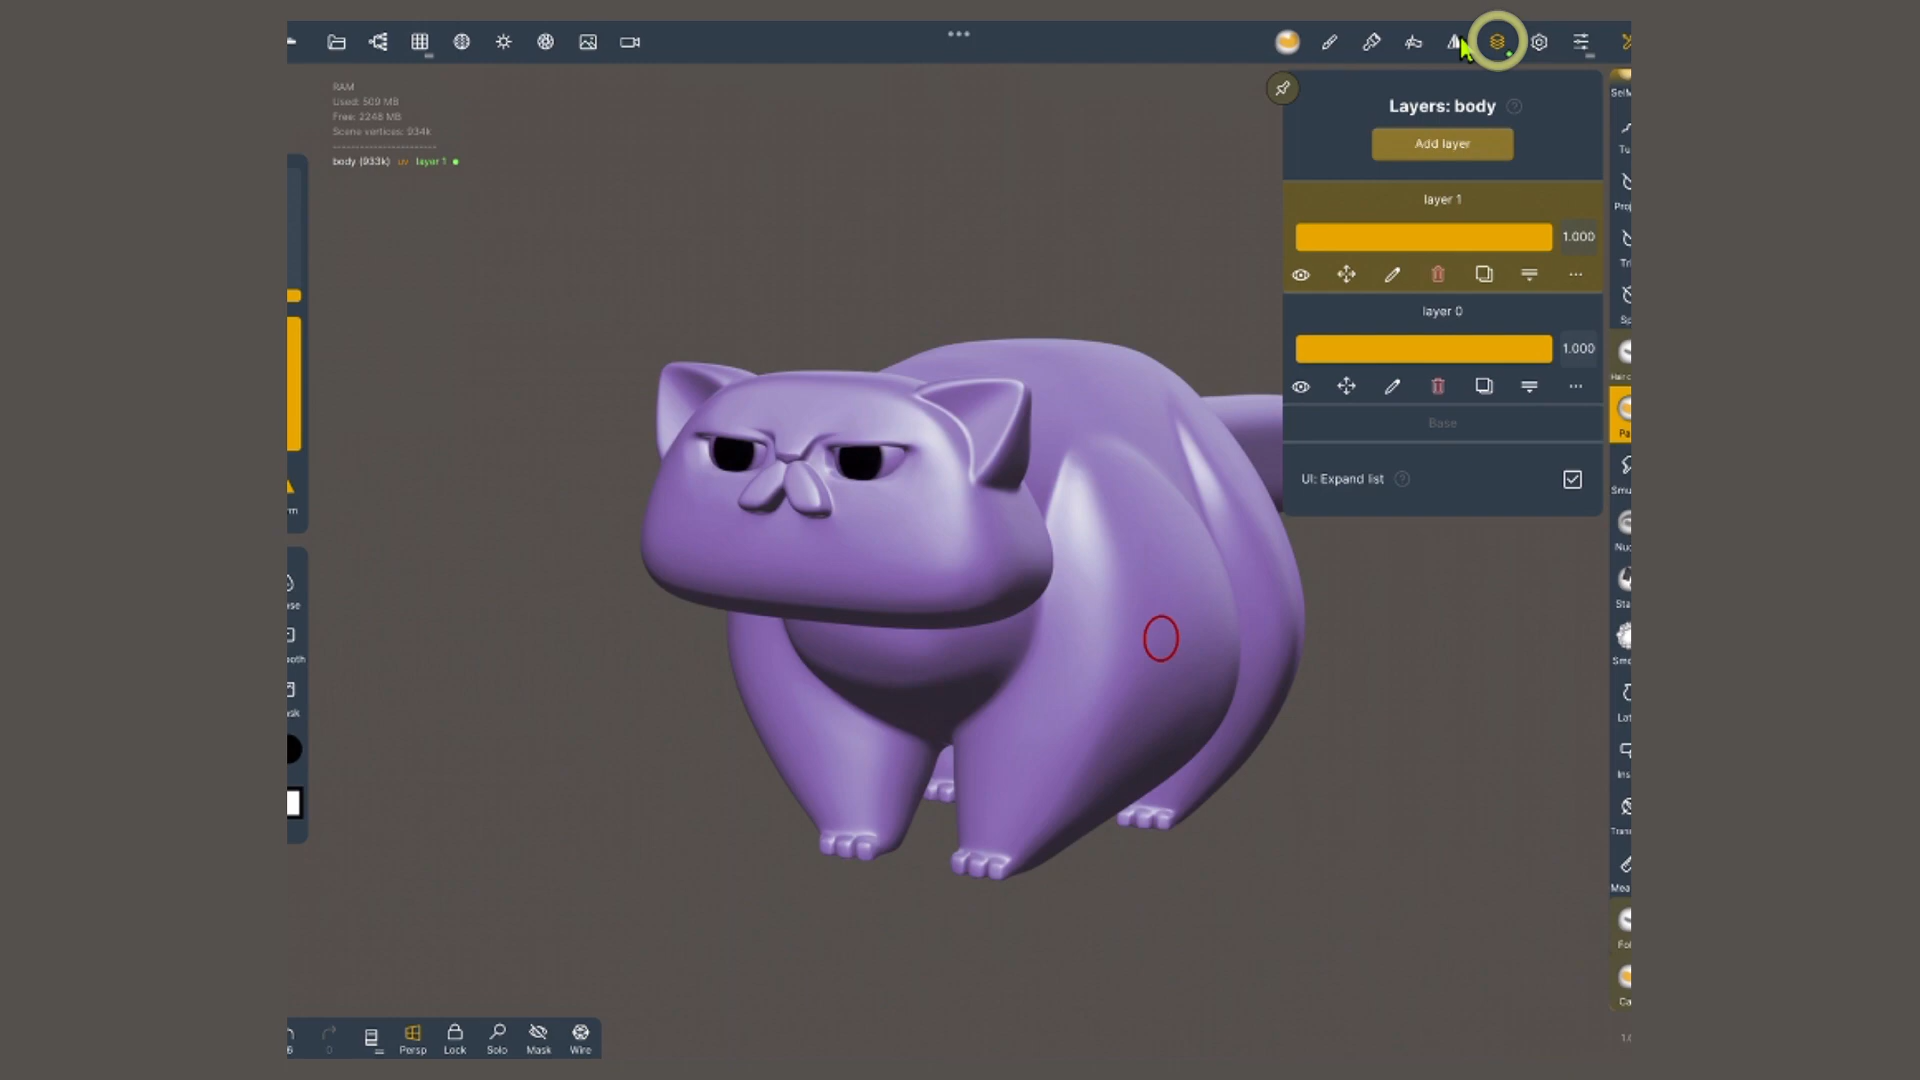 RAM
Used: 509 MB
Free: 2248 MB
Scene vertices: 934k
body (933k) uv layer 1
Layers: body
Add layer
layer 1
1.000
layer 0
1.000
Base
UI: Expand list
Persp
Lock
Solo
Mask
Wire